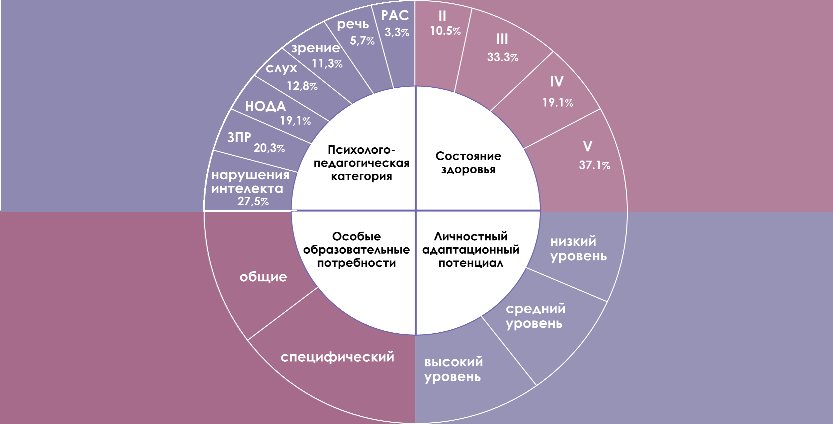 РАС
3,3%
речь
5,7%
зрение
11,3%
слух
12,8%
НОДА
19,1%
ЗПР
20,3%
нарушения
интелекта
27,5%
II
10.5%
III
33.3%
IV
19.1%
V
37.1%
Психолого-
педагогическая
категория
Состояние
здоровья
Особые
образовательные
потребности
Личностный
адаптационный
потенциал
общие
специфический
низкий
уровень
средний
уровень
высокий
уровень